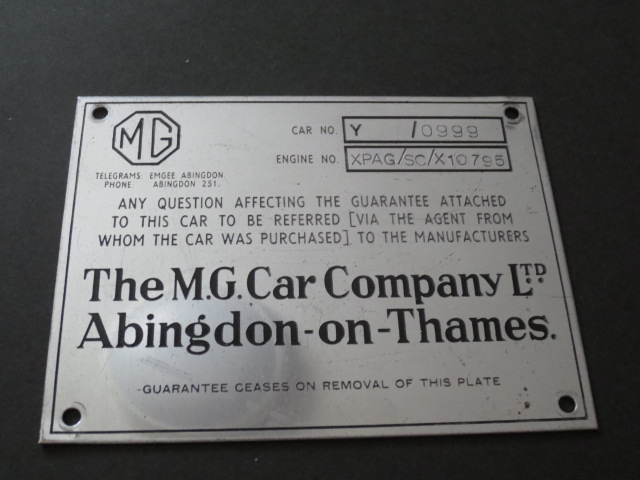 MG
CAR NO. Y /0999
ENGINE NO. XPAG/SC/X10795
TELEGRAMS: EMGEE ABINGDON.
PHONE. ABINGDON 251.
ANY QUESTION AFFECTING THE GUARANTEE ATTACHED
TO THIS CAR TO BE REFERRED [VIA THE AGENT FROM
WHOM THE CAR WAS PURCHASED] TO THE MANUFACTURERS
The M.G. Car Company LTD
Abingdon-on-Thames.
GUARANTEE CEASES ON REMOVAL OF THIS PLATE